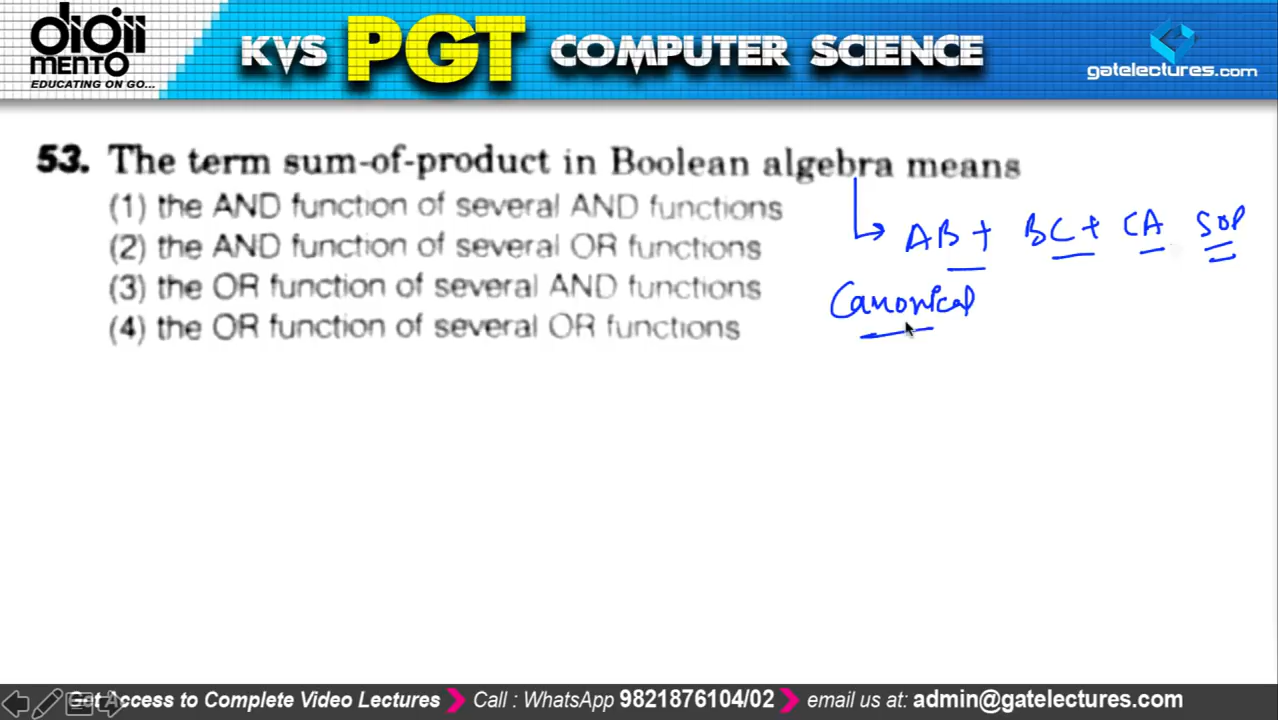 digii
MENTO
EDUCATING ON GO...
KVS PGT COMPUTER SCIENCE
gatelectures.com
53. The term sum-of-product in Boolean algebra means
(1) the AND function of several AND functions
(2) the AND function of several OR functions
(3) the OR function of several AND functions
(4) the OR function of several OR functions
AB + BC + CA SOP
Canonical
Get Access to Complete Video Lectures Call : WhatsApp 9821876104/02 email us at: admin@gatelectures.com